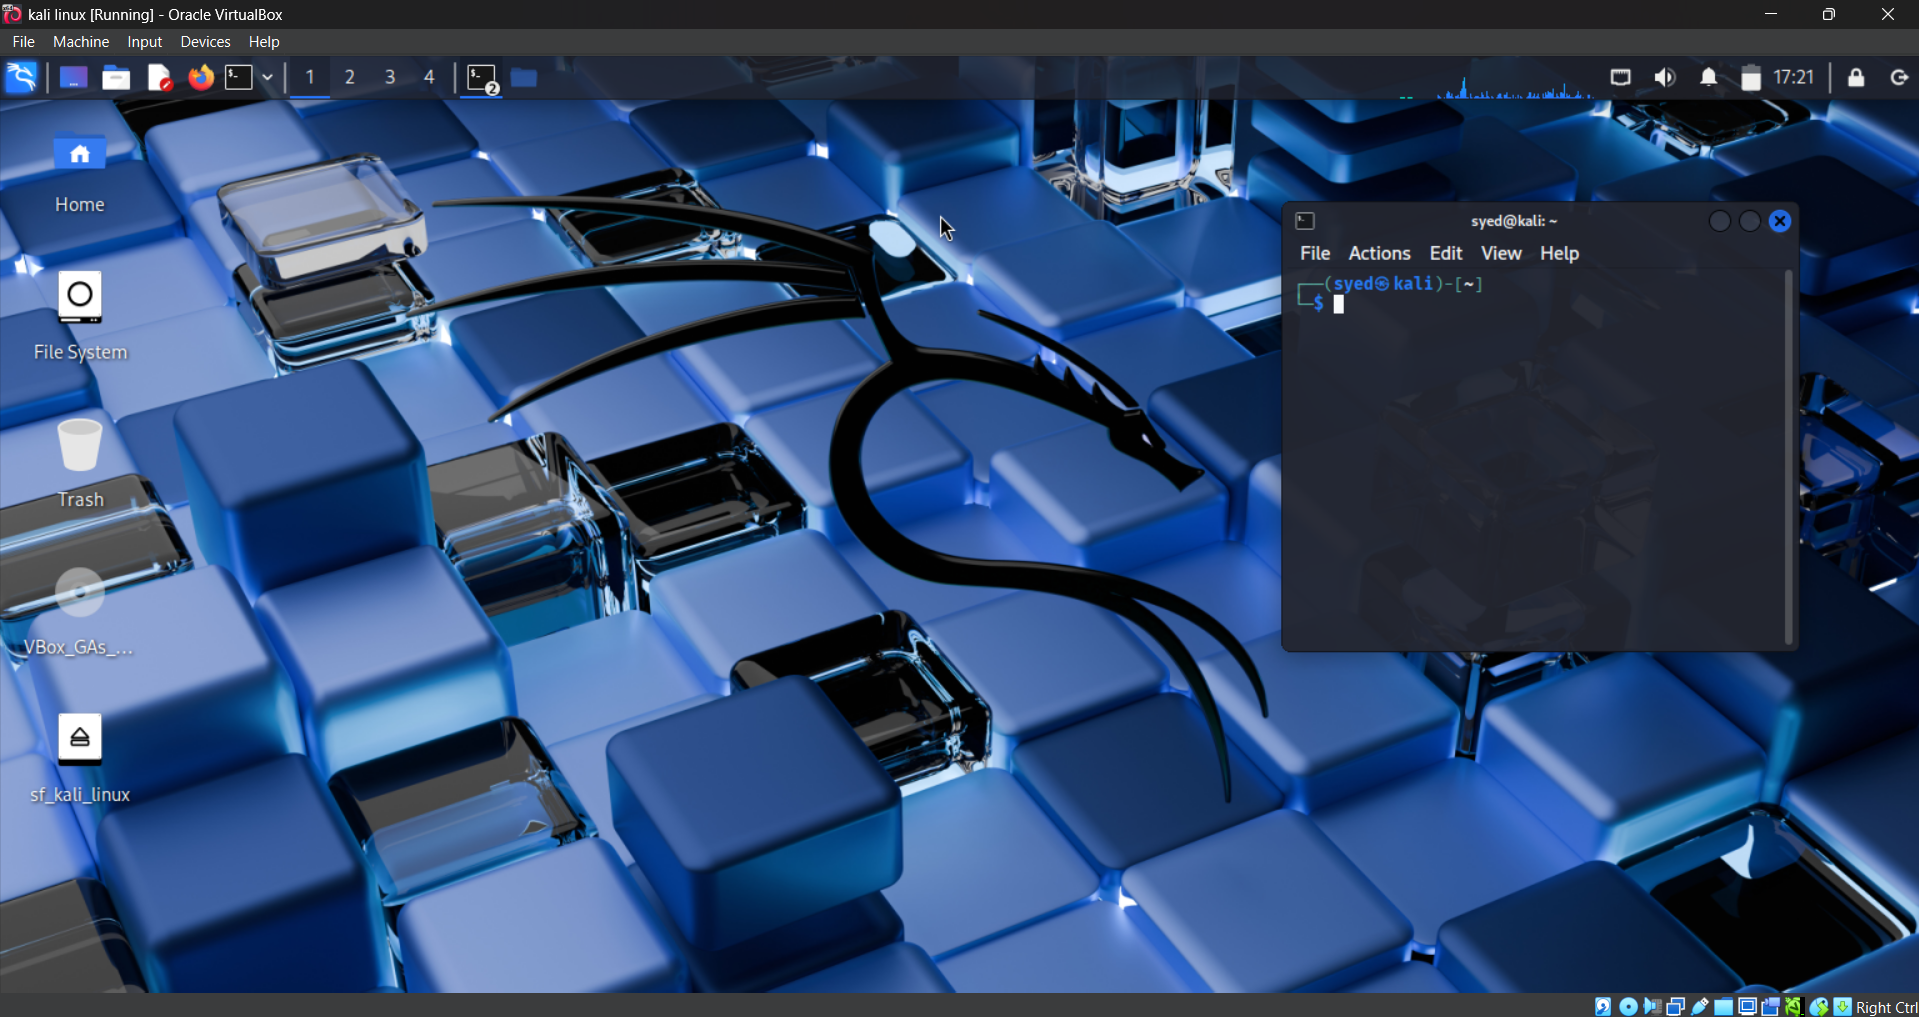 kali linux [Running] - Oracle VirtualBox
File Machine Input Devices Help
1 2 3 4 2 17:21
Home
File System
Trash
VBox_GAs_...
sf_kali_linux
syed@kali: ~
File Actions Edit View Help
┌──(syed㉿kali)-[~]
└─$
Right Ctrl